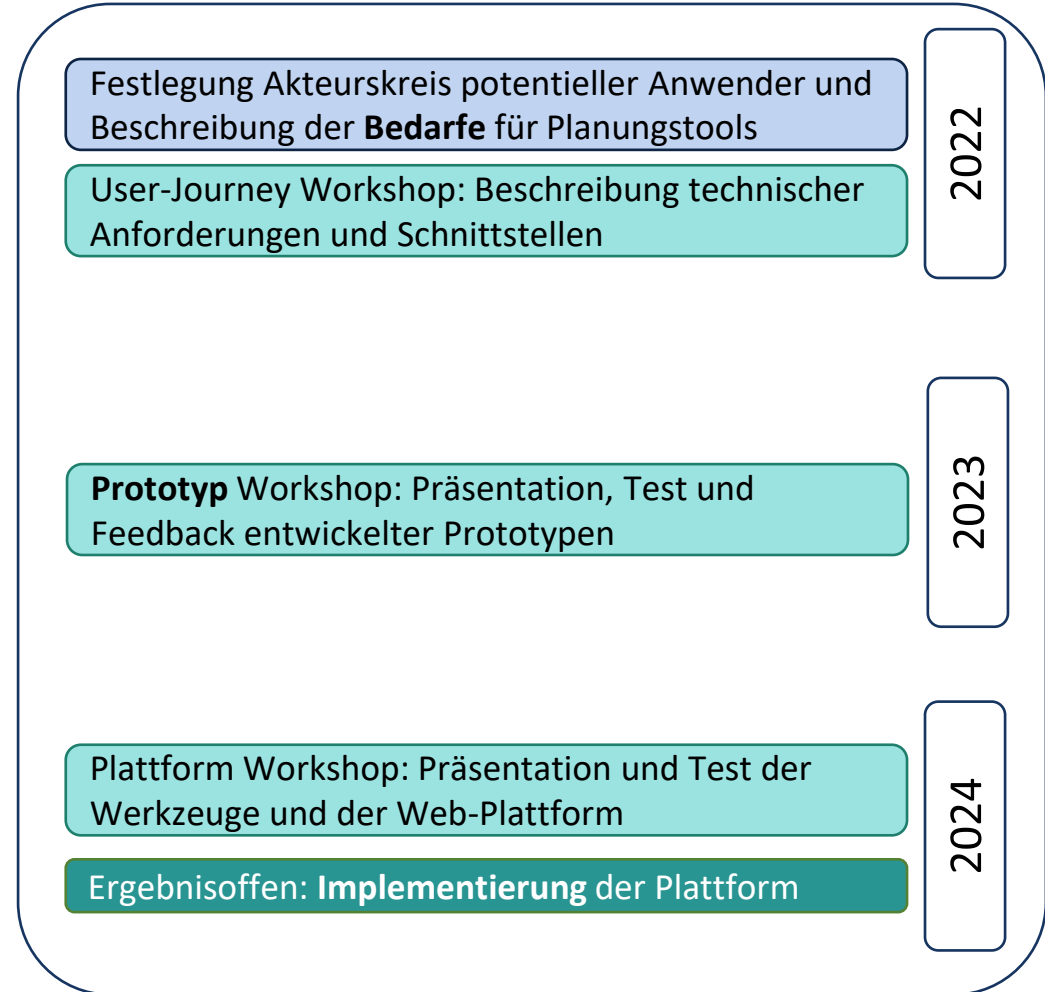 Festlegung Akteurskreis potentieller Anwender und
Beschreibung der Bedarfe für Planungstools
User-Journey Workshop: Beschreibung technischer
Anforderungen und Schnittstellen
2022
Prototyp Workshop: Präsentation, Test und
Feedback entwickelter Prototypen
2023
Plattform Workshop: Präsentation und Test der
Werkzeuge und der Web-Plattform
Ergebnisoffen: Implementierung der Plattform
2024